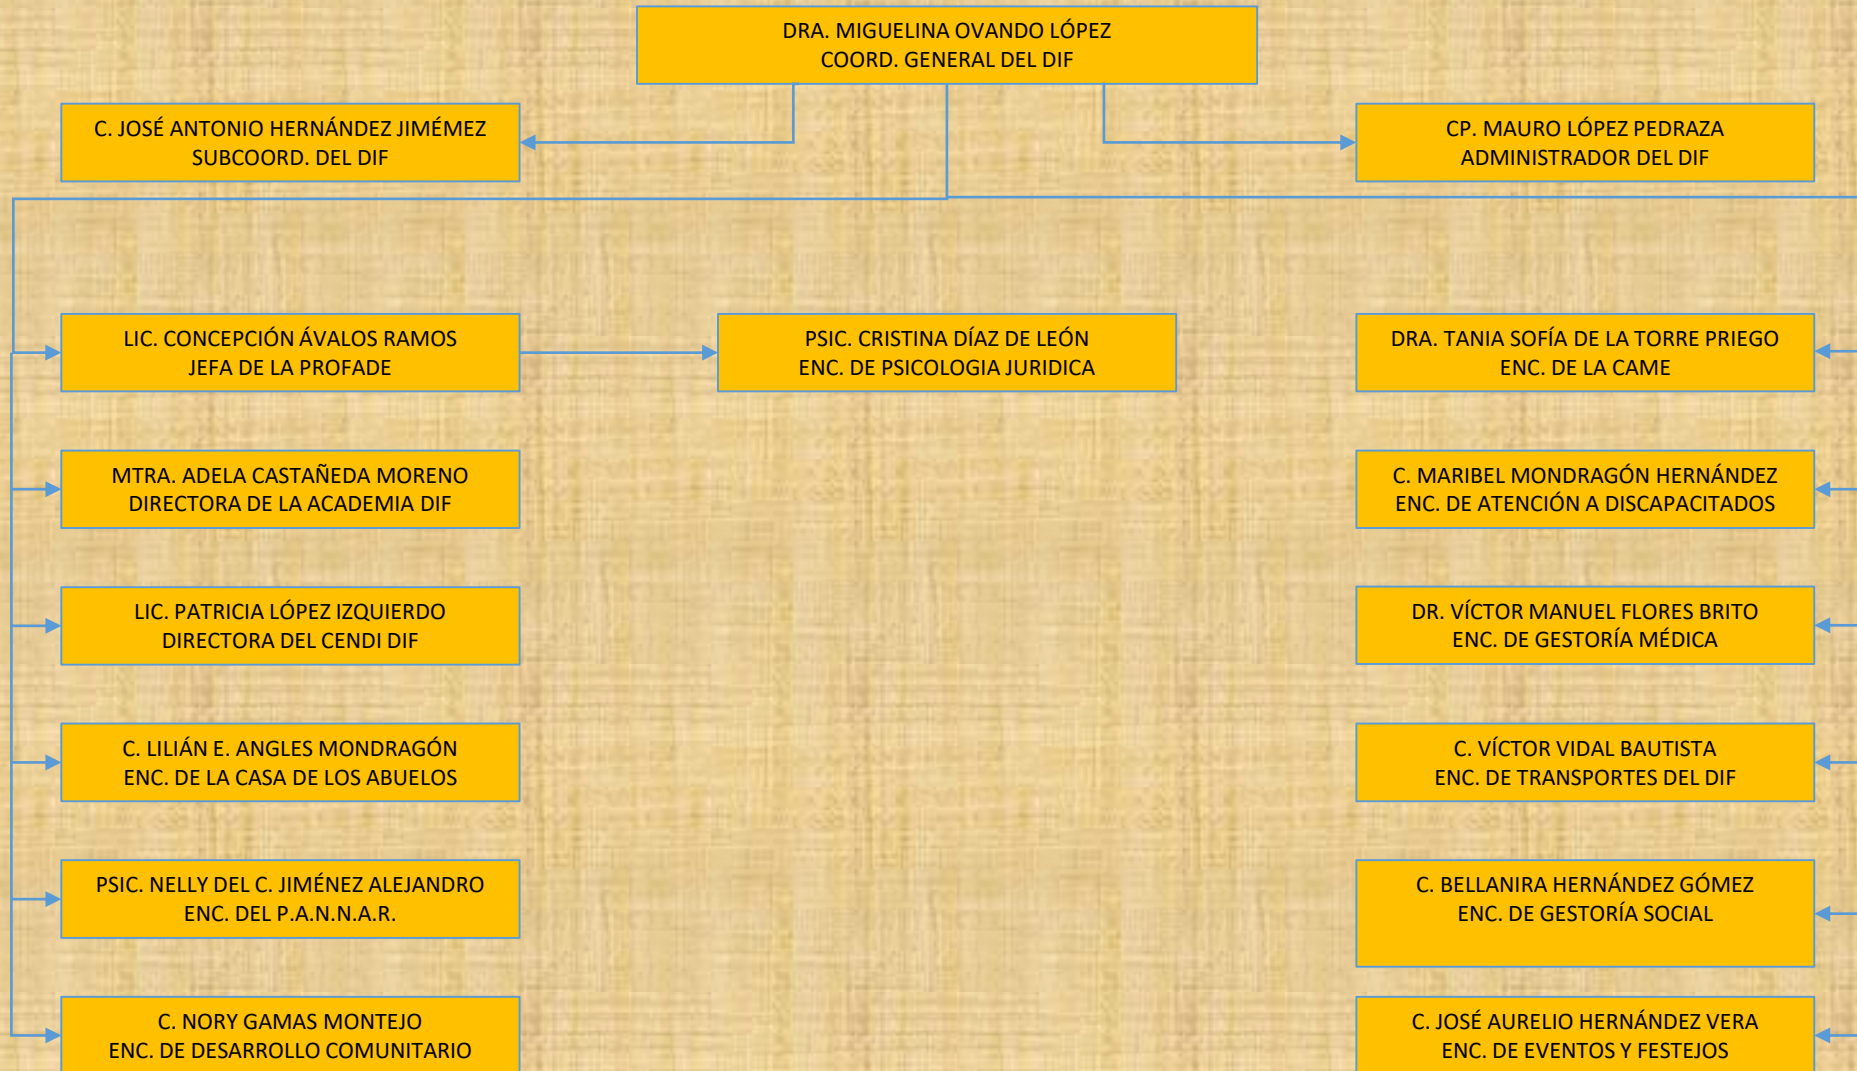 DRA. MIGUELINA OVANDO LÓPEZ
COORD. GENERAL DEL DIF
C. JOSÉ ANTONIO HERNÁNDEZ JIMÉMEZ
SUBCOORD. DEL DIF
CP. MAURO LÓPEZ PEDRAZA
ADMINISTRADOR DEL DIF
LIC. CONCEPCIÓN ÁVALOS RAMOS
JEFA DE LA PROFADE
PSIC. CRISTINA DÍAZ DE LEÓN
ENC. DE PSICOLOGIA JURIDICA
DRA. TANIA SOFÍA DE LA TORRE PRIEGO
ENC. DE LA CAME
MTRA. ADELA CASTAÑEDA MORENO
DIRECTORA DE LA ACADEMIA DIF
C. MARIBEL MONDRAGÓN HERNÁNDEZ
ENC. DE ATENCIÓN A DISCAPACITADOS
LIC. PATRICIA LÓPEZ IZQUIERDO
DIRECTORA DEL CENDI DIF
DR. VÍCTOR MANUEL FLORES BRITO
ENC. DE GESTORÍA MÉDICA
C. LILIÁN E. ANGLES MONDRAGÓN
ENC. DE LA CASA DE LOS ABUELOS
C. VÍCTOR VIDAL BAUTISTA
ENC. DE TRANSPORTES DEL DIF
PSIC. NELLY DEL C. JIMÉNEZ ALEJANDRO
ENC. DEL P.A.N.N.A.R.
C. BELLANIRA HERNÁNDEZ GÓMEZ
ENC. DE GESTORÍA SOCIAL
C. NORY GAMAS MONTEJO
ENC. DE DESARROLLO COMUNITARIO
C. JOSÉ AURELIO HERNÁNDEZ VERA
ENC. DE EVENTOS Y FESTEJOS